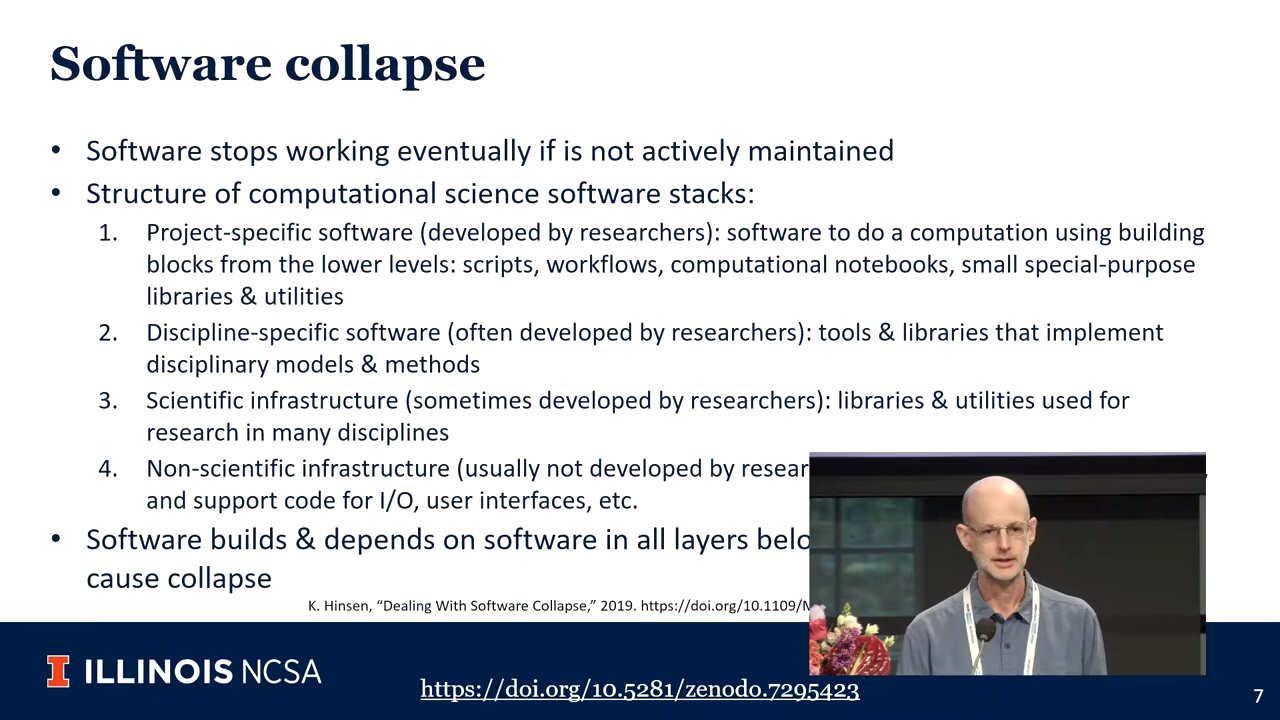 Software collapse
• Software stops working eventually if is not actively maintained
• Structure of computational science software stacks:
1. Project-specific software (developed by researchers): software to do a computation using building
blocks from the lower levels: scripts, workflows, computational notebooks, small special-purpose
libraries & utilities
2. Discipline-specific software (often developed by researchers): tools & libraries that implement
disciplinary models & methods
3. Scientific infrastructure (sometimes developed by researchers): libraries & utilities used for
research in many disciplines
4. Non-scientific infrastructure (usually not developed by
and support code for I/O, user interfaces, etc.
• Software builds & depends on software in all layers
cause collapse
K. Hinsen, “Dealing With Software Collapse,” 2019. https://doi.org/10.1109/M
I ILLINOIS NCSA
https://doi.org/10.5281/zenodo.7295423
7